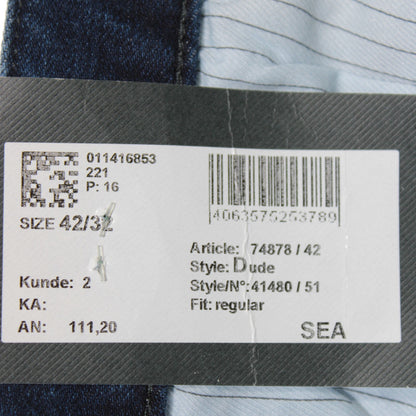 011416853
221
P: 16
SIZE 42/32
4063575253789
Article: 74878 / 42
Style: Dude
Style/N°: 41480 / 51
Fit: regular
Kunde: 2
KA:
AN: 111,20
SEA